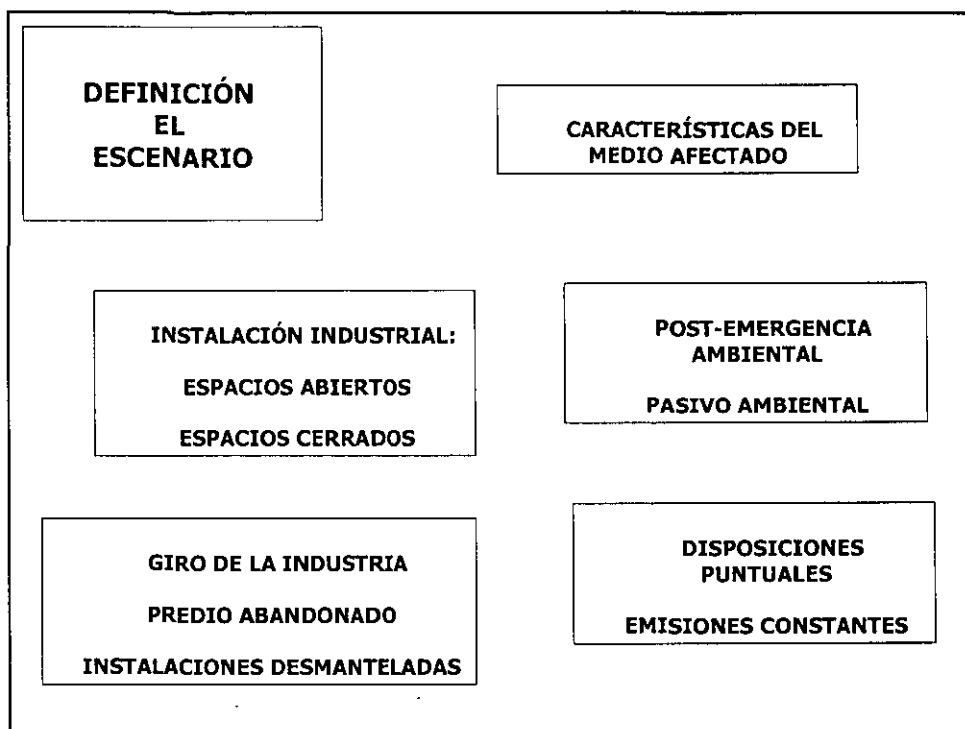 DEFINICIÓN
EL
ESCENARIO
CARACTERÍSTICAS DEL
MEDIO AFECTADO
INSTALACIÓN INDUSTRIAL:
ESPACIOS ABIERTOS
ESPACIOS CERRADOS
POST-EMERGENCIA
AMBIENTAL
PASIVO AMBIENTAL
GIRO DE LA INDUSTRIA
PREDIO ABANDONADO
INSTALACIONES DESMANTELADAS
DISPOSICIONES
PUNTUALES
EMISIONES CONSTANTES